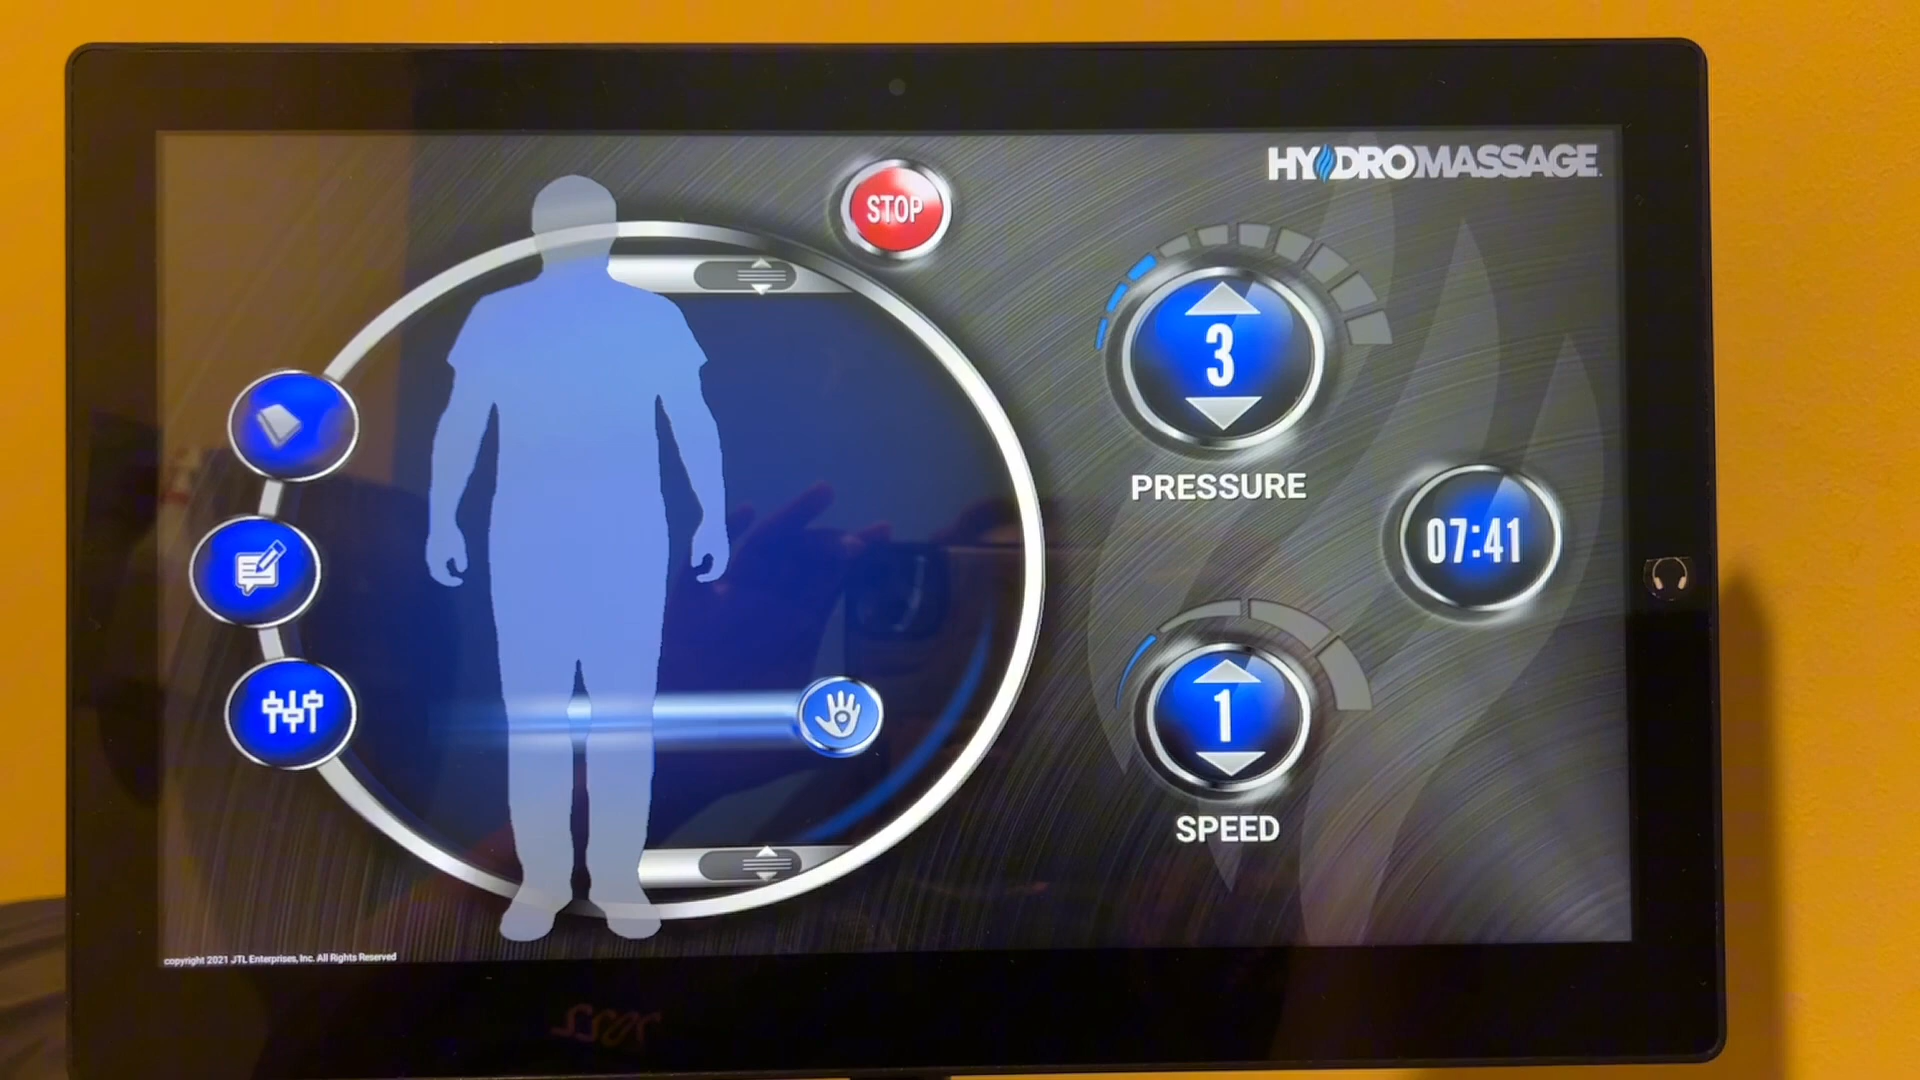 HYDROMASSAGE
STOP
3
PRESSURE
07:41
1
SPEED
copyright 2021 JTL Enterprises, Inc. All Rights Reserved